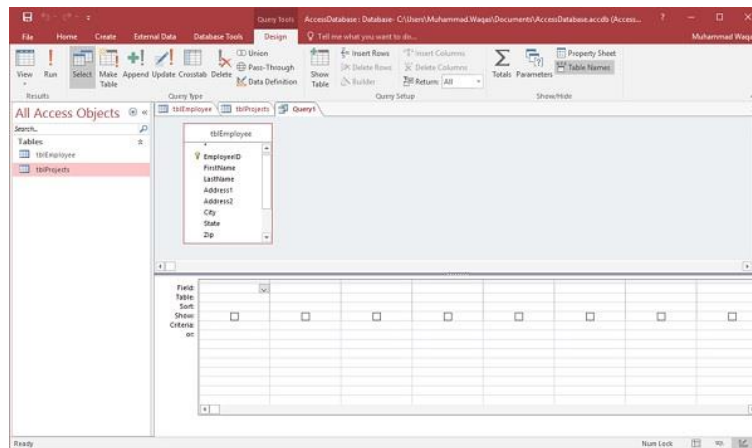 Query Tools AccessDatabase : Database- C:\Users\Muhammad.Waqas\Documents\AccessDatabase.accdb (Access... ?
File Home Create External Data Database Tools Design Tell me what you want to do... Muhammad Waqas
View Run Select Make Table Append Update Crosstab Delete
Union
Pass-Through
Data Definition
Show Table
Insert Rows
Delete Rows
Builder
Insert Columns
Delete Columns
Return: All
Totals Parameters
Property Sheet
Table Names
Results Query Type Query Setup Show/Hide
All Access Objects
Search...
Tables
tblEmployee
tblProjects
tblEmployee tblProjects Query1
tblEmployee
*
EmployeeID
FirstName
LastName
Address1
Address2
City
State
Zip
Field:
Table:
Sort:
Show:
Criteria:
or:
Ready Num Lock SQL